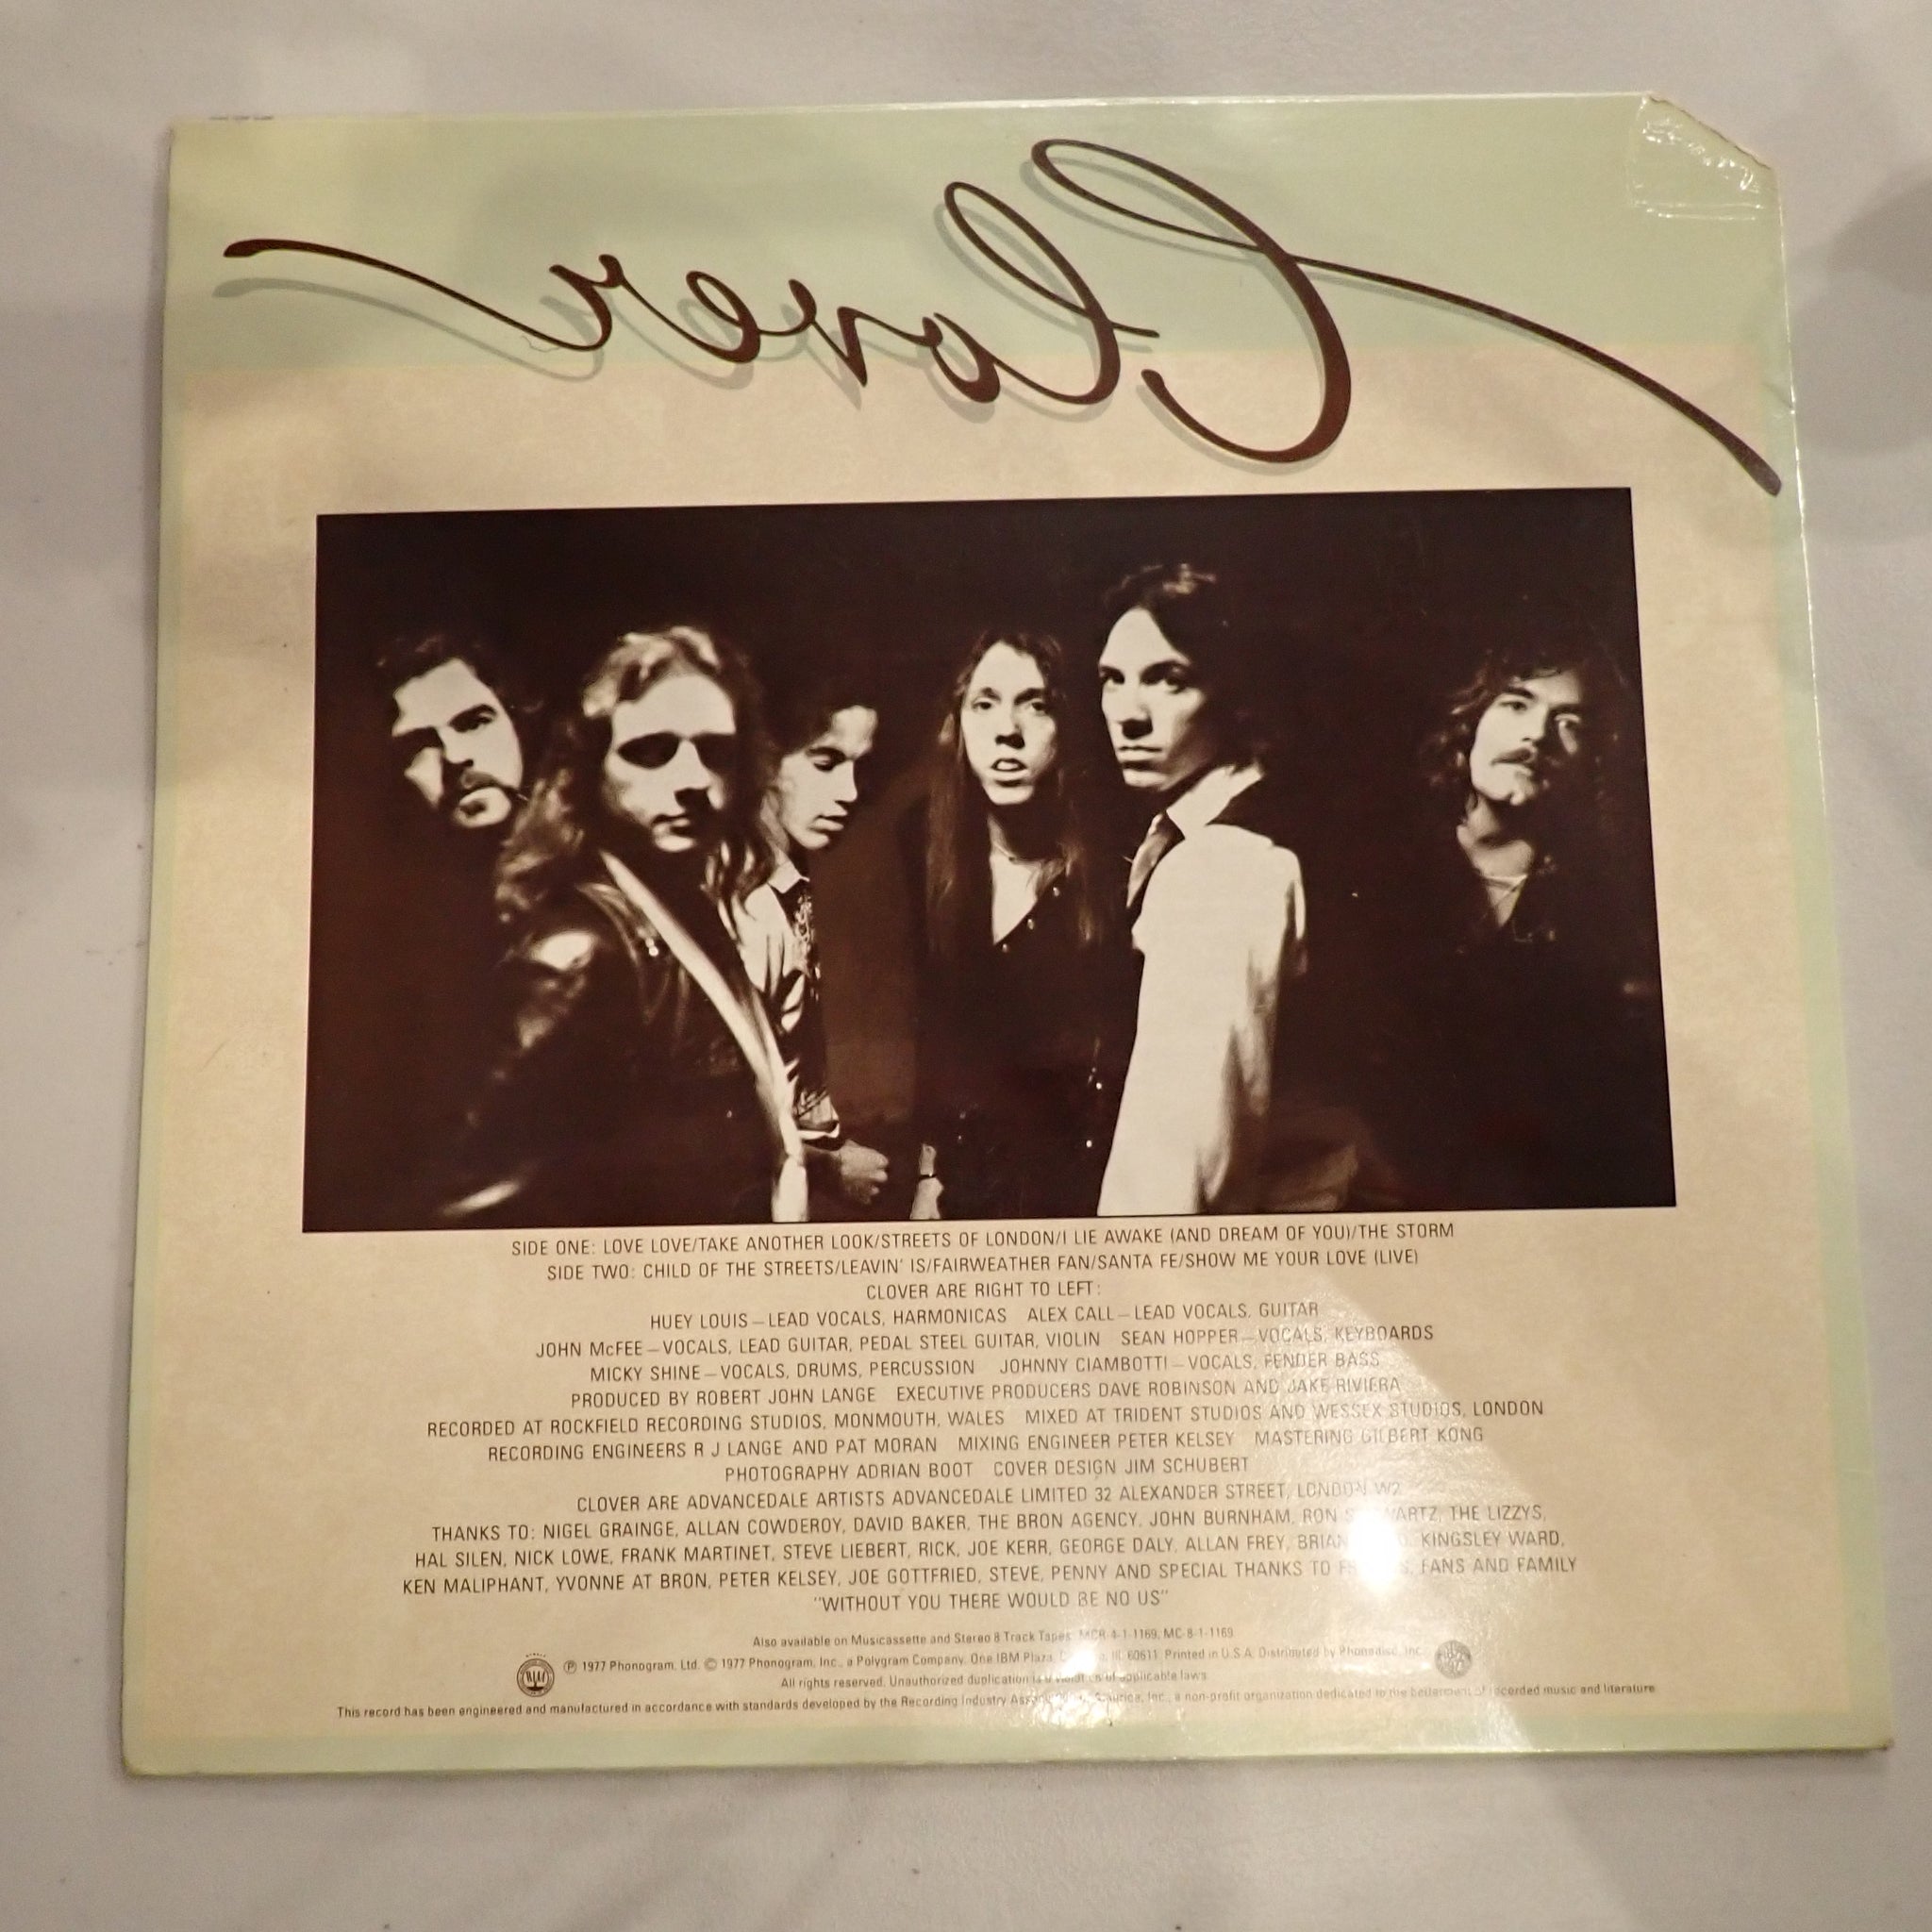 Clover
SIDE ONE: LOVE LOVE/TAKE ANOTHER LOOK/STREETS OF LONDON/I LIE AWAKE (AND DREAM OF YOU)/THE STORM
SIDE TWO: CHILD OF THE STREETS/LEAVIN' IS/FAIRWEATHER FAN/SANTA FE/SHOW ME YOUR LOVE (LIVE)
CLOVER ARE RIGHT TO LEFT:
HUEY LOUIS—LEAD VOCALS, HARMONICAS ALEX CALL—LEAD VOCALS, GUITAR
JOHN McFEE—VOCALS, LEAD GUITAR, PEDAL STEEL GUITAR, VIOLIN SEAN HOPPER—VOCALS, KEYBOARDS
MICKY SHINE—VOCALS, DRUMS, PERCUSSION JOHNNY CIAMBOTTI—VOCALS, FENDER BASS
PRODUCED BY ROBERT JOHN LANGE EXECUTIVE PRODUCERS DAVE ROBINSON AND JAKE RIVIERA
RECORDED AT ROCKFIELD RECORDING STUDIOS, MONMOUTH, WALES MIXED AT TRIDENT STUDIOS AND WESSEX STUDIOS, LONDON
RECORDING ENGINEERS R J LANGE AND PAT MORAN MIXING ENGINEER PETER KELSEY MASTERING GILBERT KONG
PHOTOGRAPHY ADRIAN BOOT COVER DESIGN JIM SCHUBERT
CLOVER ARE ADVANCEDALE ARTISTS ADVANCEDALE LIMITED 32 ALEXANDER STREET, LONDON W2
THANKS TO: NIGEL GRAINGE, ALLAN COWDEROY, DAVID BAKER, THE BRON AGENCY, JOHN BURNHAM, RON THE LIZZYS,
HAL SILEN, NICK LOWE, FRANK MARTINET, STEVE LIEBERT, RICK, JOE KERR, GEORGE DALY, ALLAN FREY, KINGSLEY WARD,
KEN MALIPHANT, YVONNE AT BRON, PETER KELSEY, JOE GOTTFRIED, STEVE, PENNY AND SPECIAL THANKS TO FANS AND FAMILY
"WITHOUT YOU THERE WOULD BE NO US"
Also available on Musicassette and Stereo 8 Track Tapes, MCR-4-1-1169, MC-8-1-1169
℗ 1977 Phonogram, Ltd. © 1977 Phonogram, Inc., a Polygram Company, One IBM Plaza, IL 60611 Printed in U.S.A. Distributed by Phonodisc, Inc.
All rights reserved. Unauthorized duplication is a violation of applicable laws
This record has been engineered and manufactured in accordance with standards developed by the Recording Industry Inc., a non-profit organization dedicated to the betterment of recorded music and literature